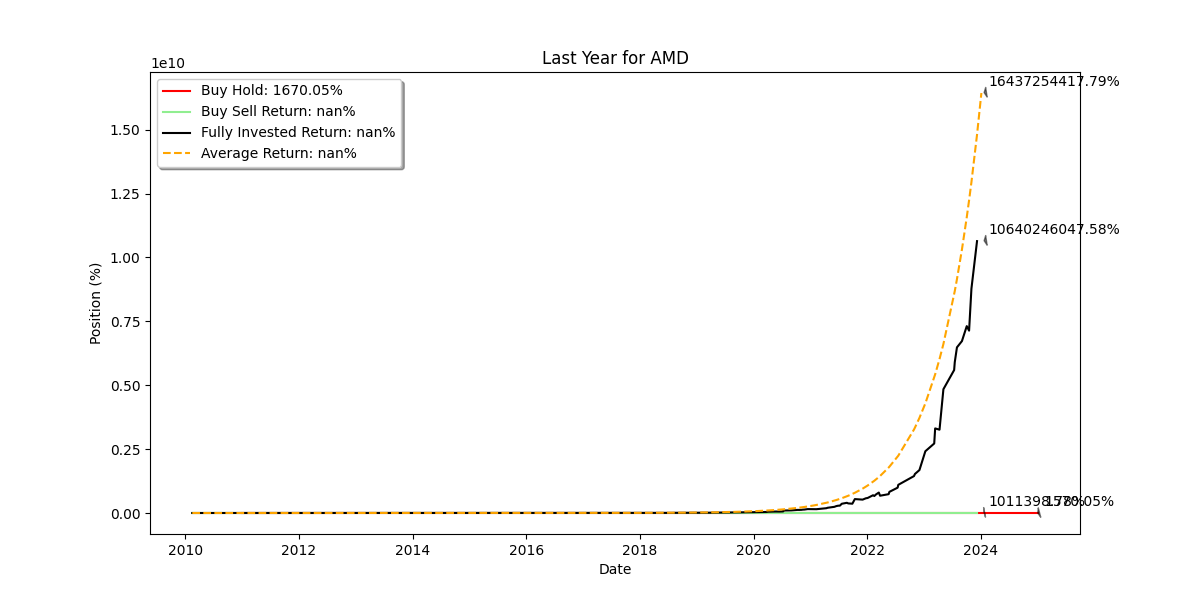 Last Year for AMD
1e10
Buy Hold: 1670.05%
Buy Sell Return: nan%
Fully Invested Return: nan%
Average Return: nan%
16437254417.79%
10640246047.58%
1.50
1.25
1.00
0.75
0.50
0.25
0.00
Position (%)
2010
2012
2014
2016
2018
2020
2022
2024
Date